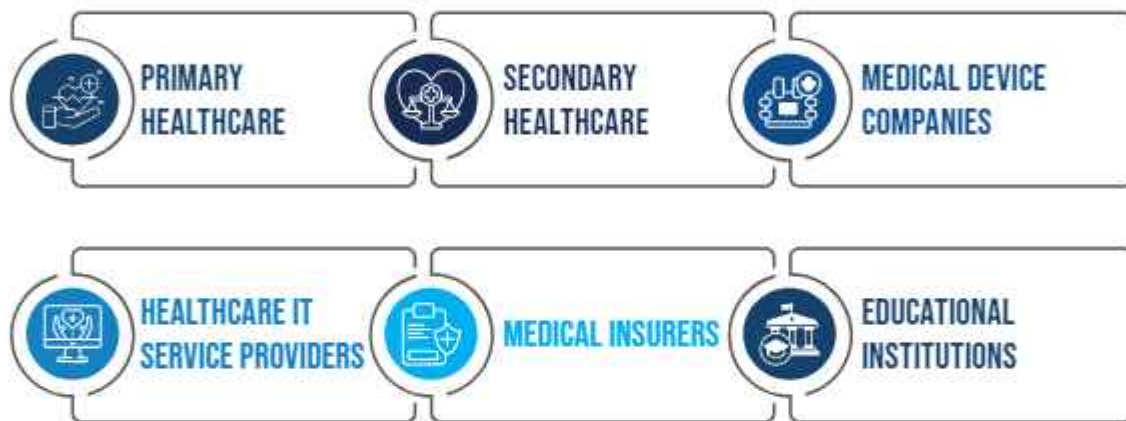 PRIMARY
HEALTHCARE
SECONDARY
HEALTHCARE
MEDICAL DEVICE
COMPANIES
HEALTHCARE IT
SERVICE PROVIDERS
MEDICAL INSURERS
EDUCATIONAL
INSTITUTIONS